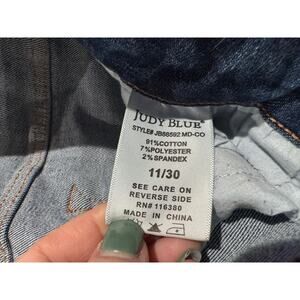 JUDY BLUE
STYLE# JB88592 MD-CO
91%COTTON
7%POLYESTER
2%SPANDEX
11/30
SEE CARE ON
REVERSE SIDE
RN# 116380
MADE IN CHINA